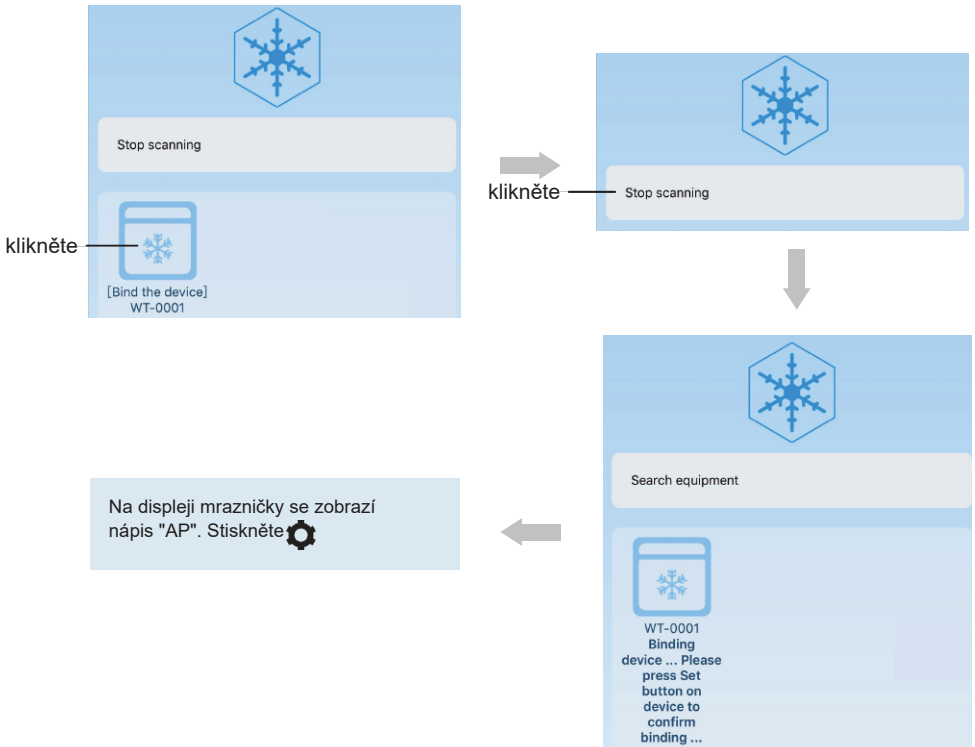 Stop scanning
klikněte
[Bind the device]
WT-0001
klikněte
Stop scanning
Search equipment
WT-0001
Binding
device ... Please
press Set
button on
device to
confirm
binding ...
Na displeji mrazničky se zobrazí
nápis "AP". Stiskněte